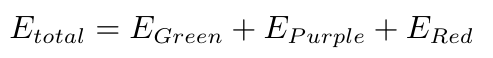 E_{total} = E_{Green} + E_{Purple} + E_{Red}